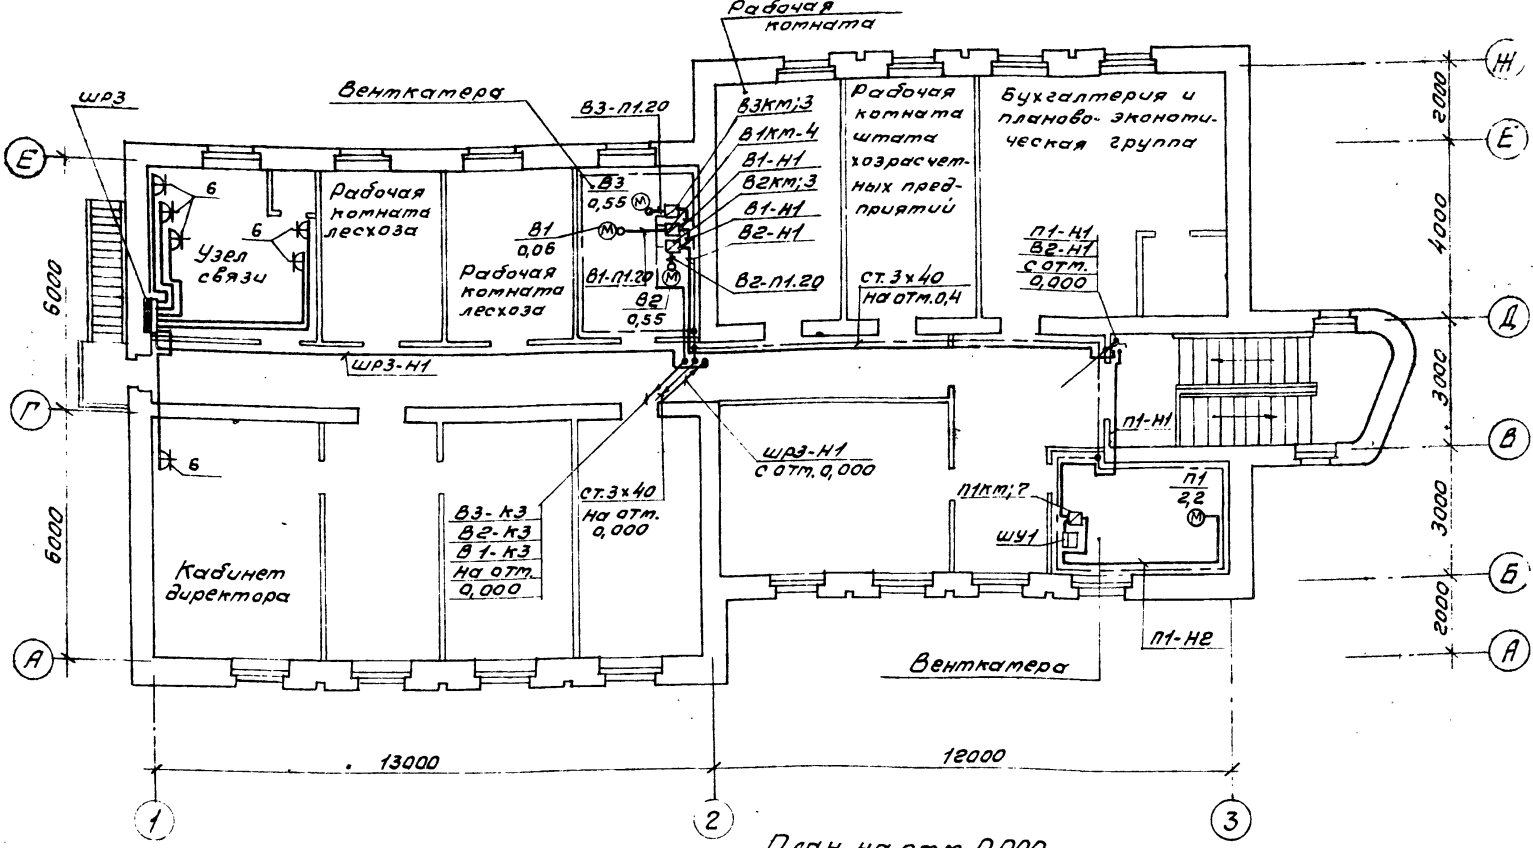 Рабочая
комната
шр3
Венткамера
В3-П1.20
В3КМ;3
В1КМ-4
В1-Н1
В2КМ;3
В1-Н1
В2-Н1
В2-П1.20
Рабочая
комната
штата
хозрасчет-
ных пред-
приятий
Бухгалтерия и
планово-экономи-
ческая группа
Ж
Е
Д
В
Б
А
2000
4000
3000
3000
2000
Е
Г
А
6000
6000
6
6
6
Узел
связи
Рабочая
комната
лесхоза
Рабочая
комната
лесхоза
В3
0,55
М
В1
0,06
М
В1-П1.20
М
В2
0,55
ст.3х40
на отм.0,4
П1-Н1
В2-Н1
с отм.
0,000
шр3-Н1
П1-Н1
шр3-Н1
с отм. 0,000
В3-К3
В2-К3
В1-К3
на отм.
0,000
ст.3х40
на отм.
0,000
П1КМ;7
ШУ1
П1
2,2
М
Кабинет
директора
П1-Н2
Венткамера
13000
12000
1
2
3
План на отм. 0,000